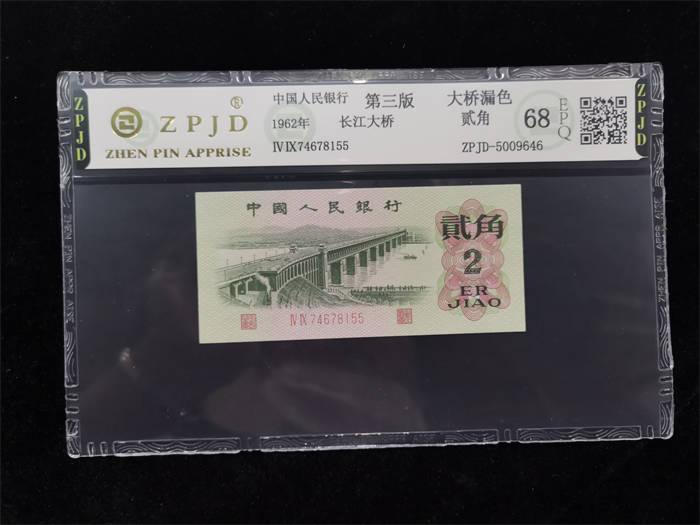 ZPJD®
ZHEN PIN APPRISE
中国人民银行 第三版 大桥漏色
1962年 长江大桥 贰角
ⅣⅨ74678155 ZPJD-5009646
68 EPQ
ZPJD
ZPJD
中國人民銀行
貳角
2
ER
JIAO
ⅣⅨ74678155